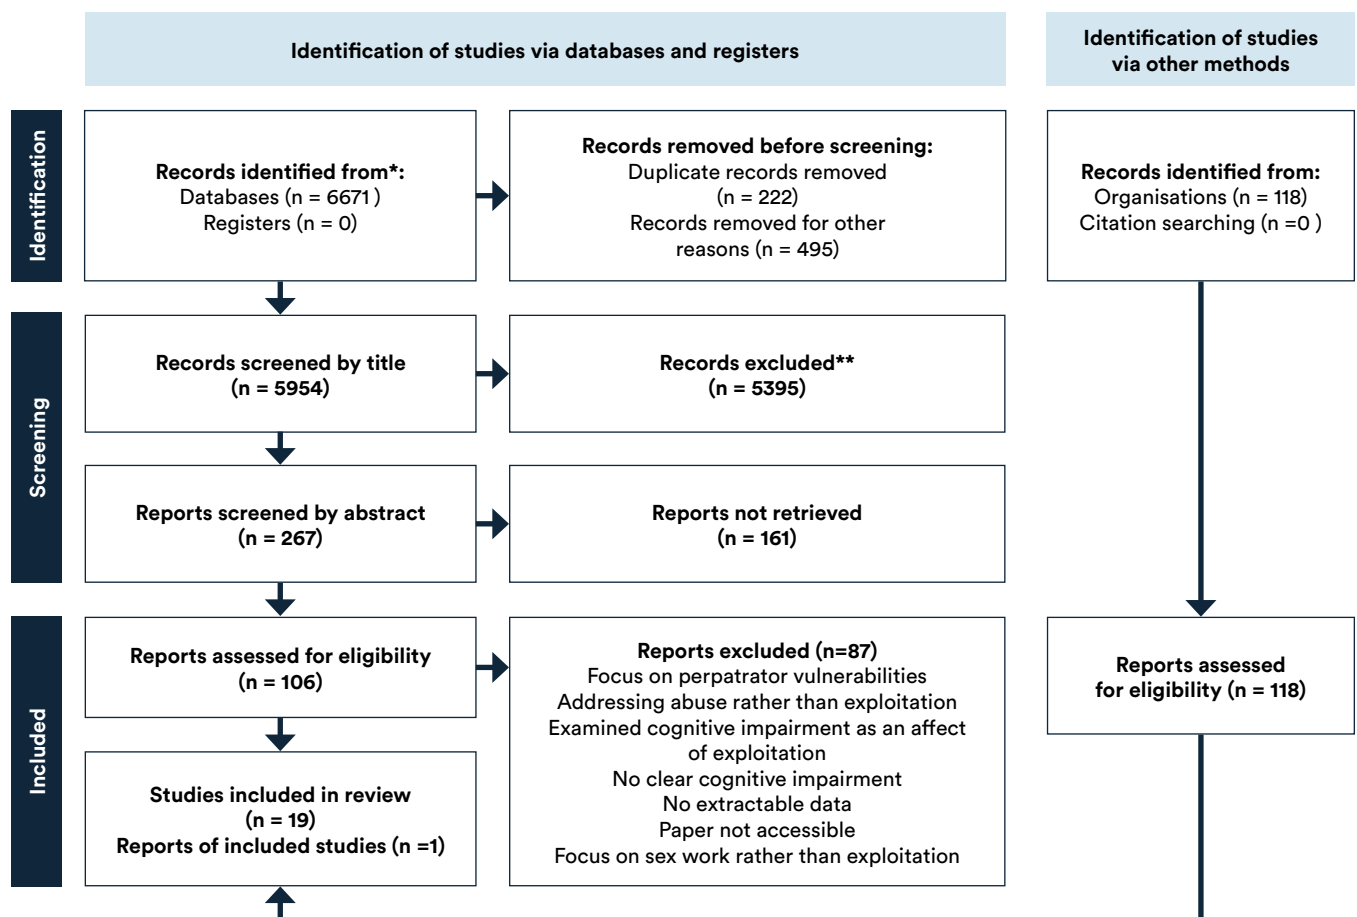 Identification of studies via databases and registers
Identification of studies
via other methods
Identification
Records identified from*:
Databases (n = 6671 )
Registers (n = 0)
Records removed before screening:
Duplicate records removed
(n = 222)
Records removed for other
reasons (n = 495)
Records identified from:
Organisations (n = 118)
Citation searching (n =0 )
Screening
Records screened by title
(n = 5954)
Records excluded**
(n = 5395)
Reports screened by abstract
(n = 267)
Reports not retrieved
(n = 161)
Included
Reports assessed for eligibility
(n = 106)
Reports excluded (n=87)
Focus on perpatrator vulnerabilities
Addressing abuse rather than exploitation
Examined cognitive impairment as an affect
of exploitation
No clear cognitive impairment
No extractable data
Paper not accessible
Focus on sex work rather than exploitation
Reports assessed
for eligibility (n = 118)
Studies included in review
(n = 19)
Reports of included studies (n =1)